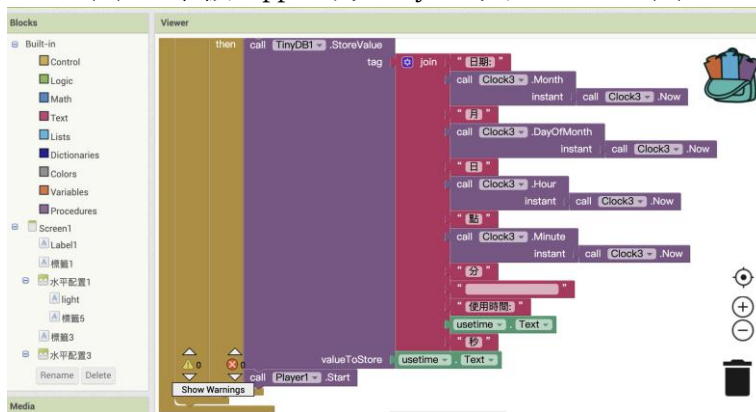 Blocks
Viewer
Built-in
Control
Logic
Math
Text
Lists
Dictionaries
Colors
Variables
Procedures
Screen1
Label1
標籤1
水平配置1
light
標籤5
標籤3
水平配置3
Rename Delete
Media
then call TinyDB1 .StoreValue
tag join " 日期: "
call Clock3 .Month
instant call Clock3 .Now
" 月 "
call Clock3 .DayOfMonth
instant call Clock3 .Now
" 日 "
call Clock3 .Hour
instant call Clock3 .Now
" 點 "
call Clock3 .Minute
instant call Clock3 .Now
" 分 "
" "
" 使用時間: "
usetime . Text
" 秒 "
valueToStore usetime . Text
call Player1 .Start
0 0
Show Warnings